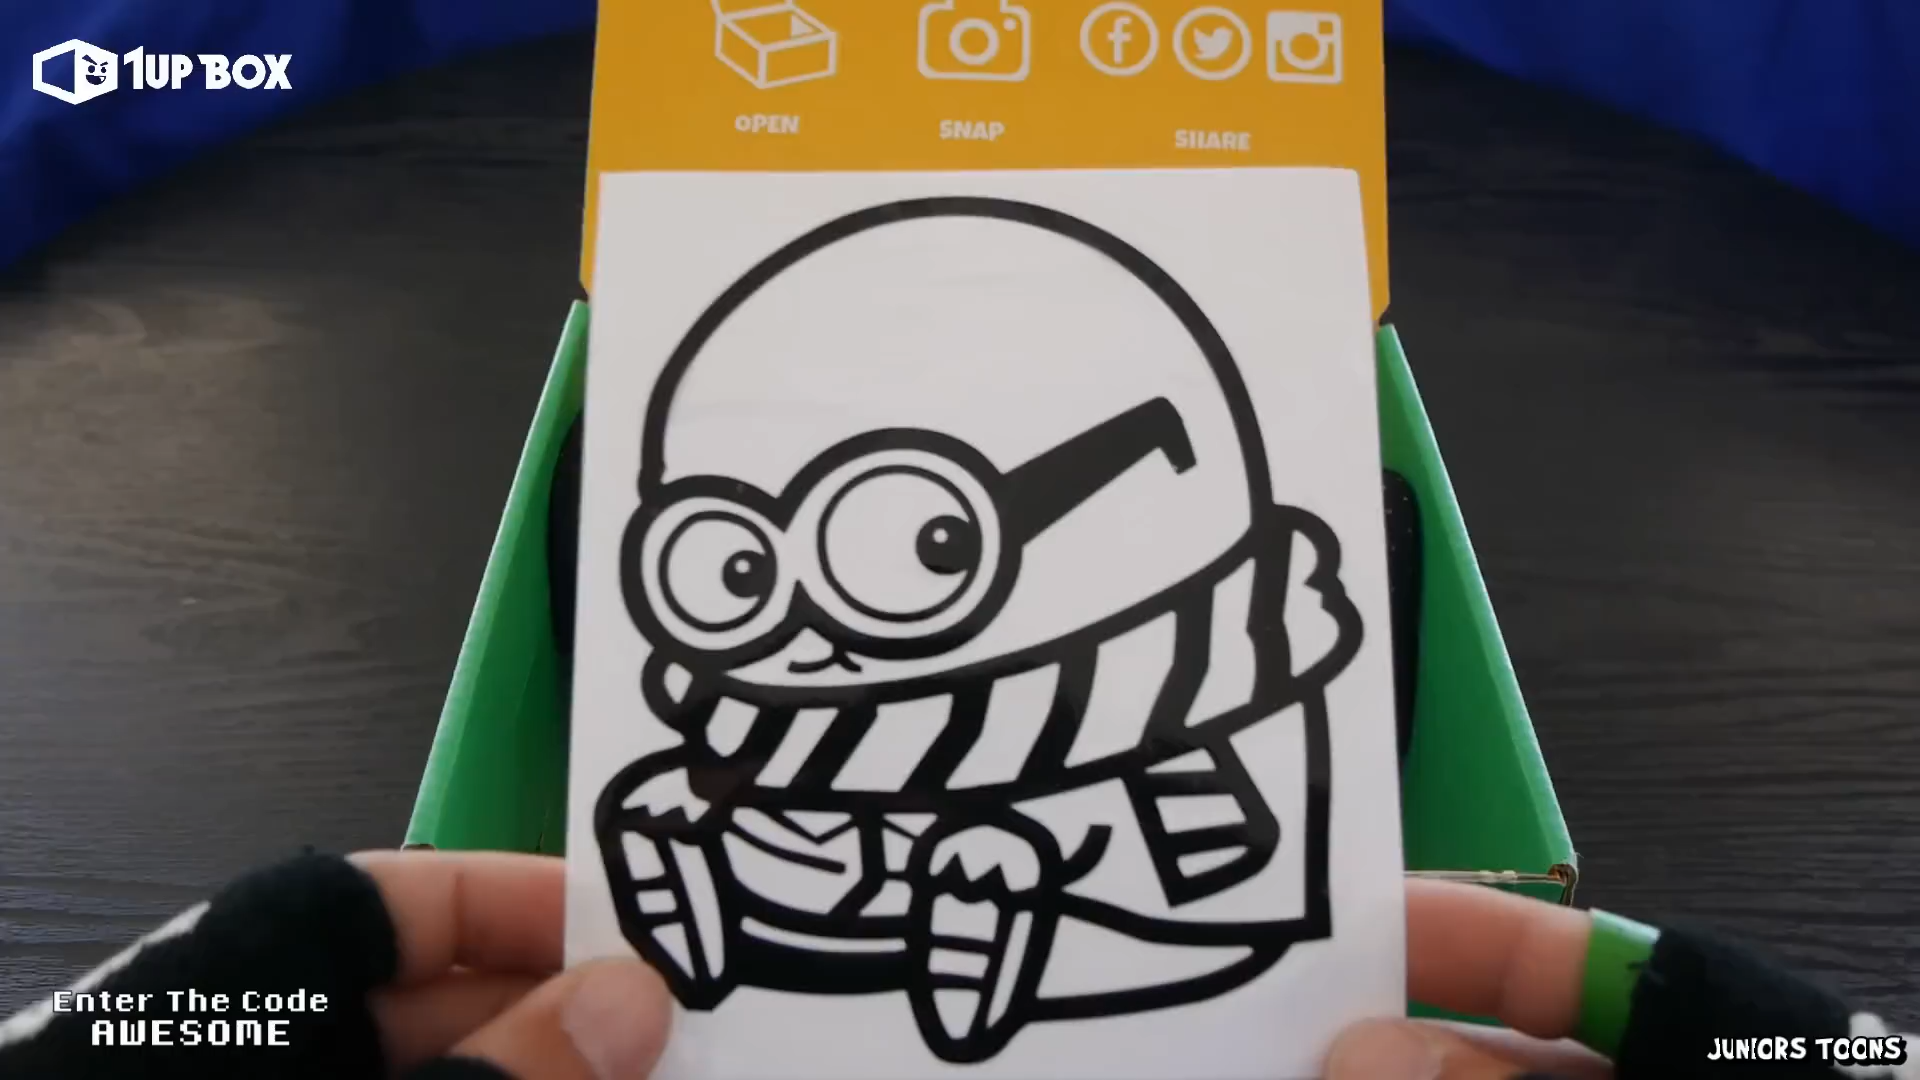 1UP BOX
OPEN
SNAP
SHARE
Enter The Code
AWESOME
JUNIORS TOONS